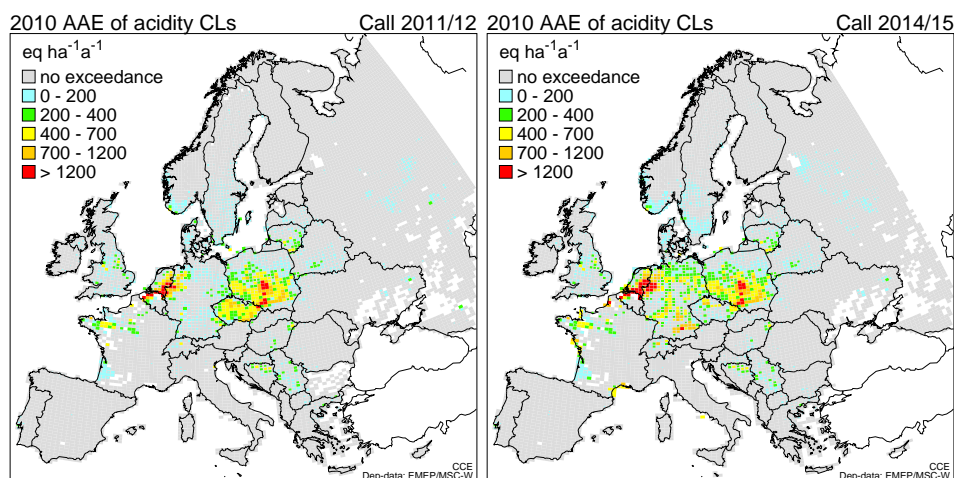 2010 AAE of acidity CLs Call 2011/12
eq ha⁻¹a⁻¹
no exceedance
0 - 200
200 - 400
400 - 700
700 - 1200
> 1200
CCE
Dep-data: EMEP/MSC-W
2010 AAE of acidity CLs Call 2014/15
eq ha⁻¹a⁻¹
no exceedance
0 - 200
200 - 400
400 - 700
700 - 1200
> 1200
CCE
Dep-data: EMEP/MSC-W